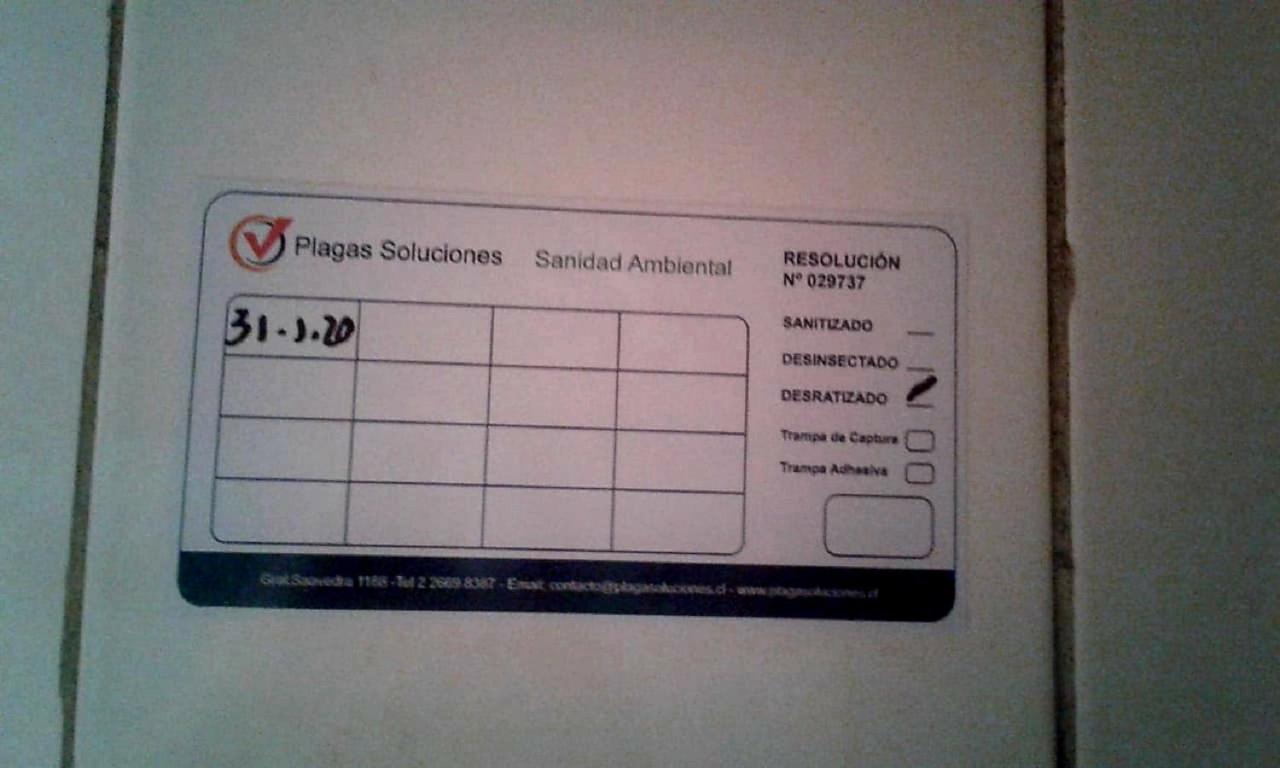 Plagas Soluciones Sanidad Ambiental
RESOLUCIÓN
Nº 029737
31-1.20
SANITIZADO
DESINSECTADO
DESRATIZADO
Trampa de Captura
Trampa Adhesiva
Gral.Saavedra 1188 -Tel 2 2669 8387 - Email: contacto@plagasoluciones.cl - www.plagasoluciones.cl